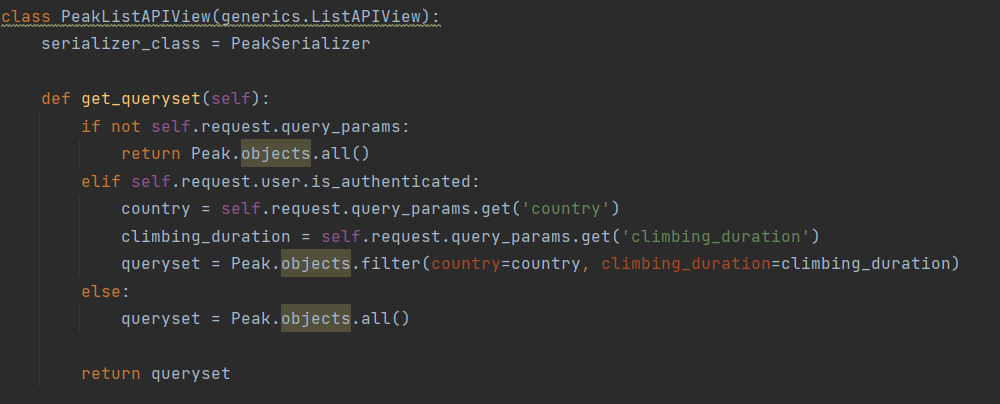 class PeakListAPIView(generics.ListAPIView):
    serializer_class = PeakSerializer
    def get_queryset(self):
        if not self.request.query_params:
            return Peak.objects.all()
        elif self.request.user.is_authenticated:
            country = self.request.query_params.get('country')
            climbing_duration = self.request.query_params.get('climbing_duration')
            queryset = Peak.objects.filter(country=country, climbing_duration=climbing_duration)
        else:
            queryset = Peak.objects.all()
        return queryset